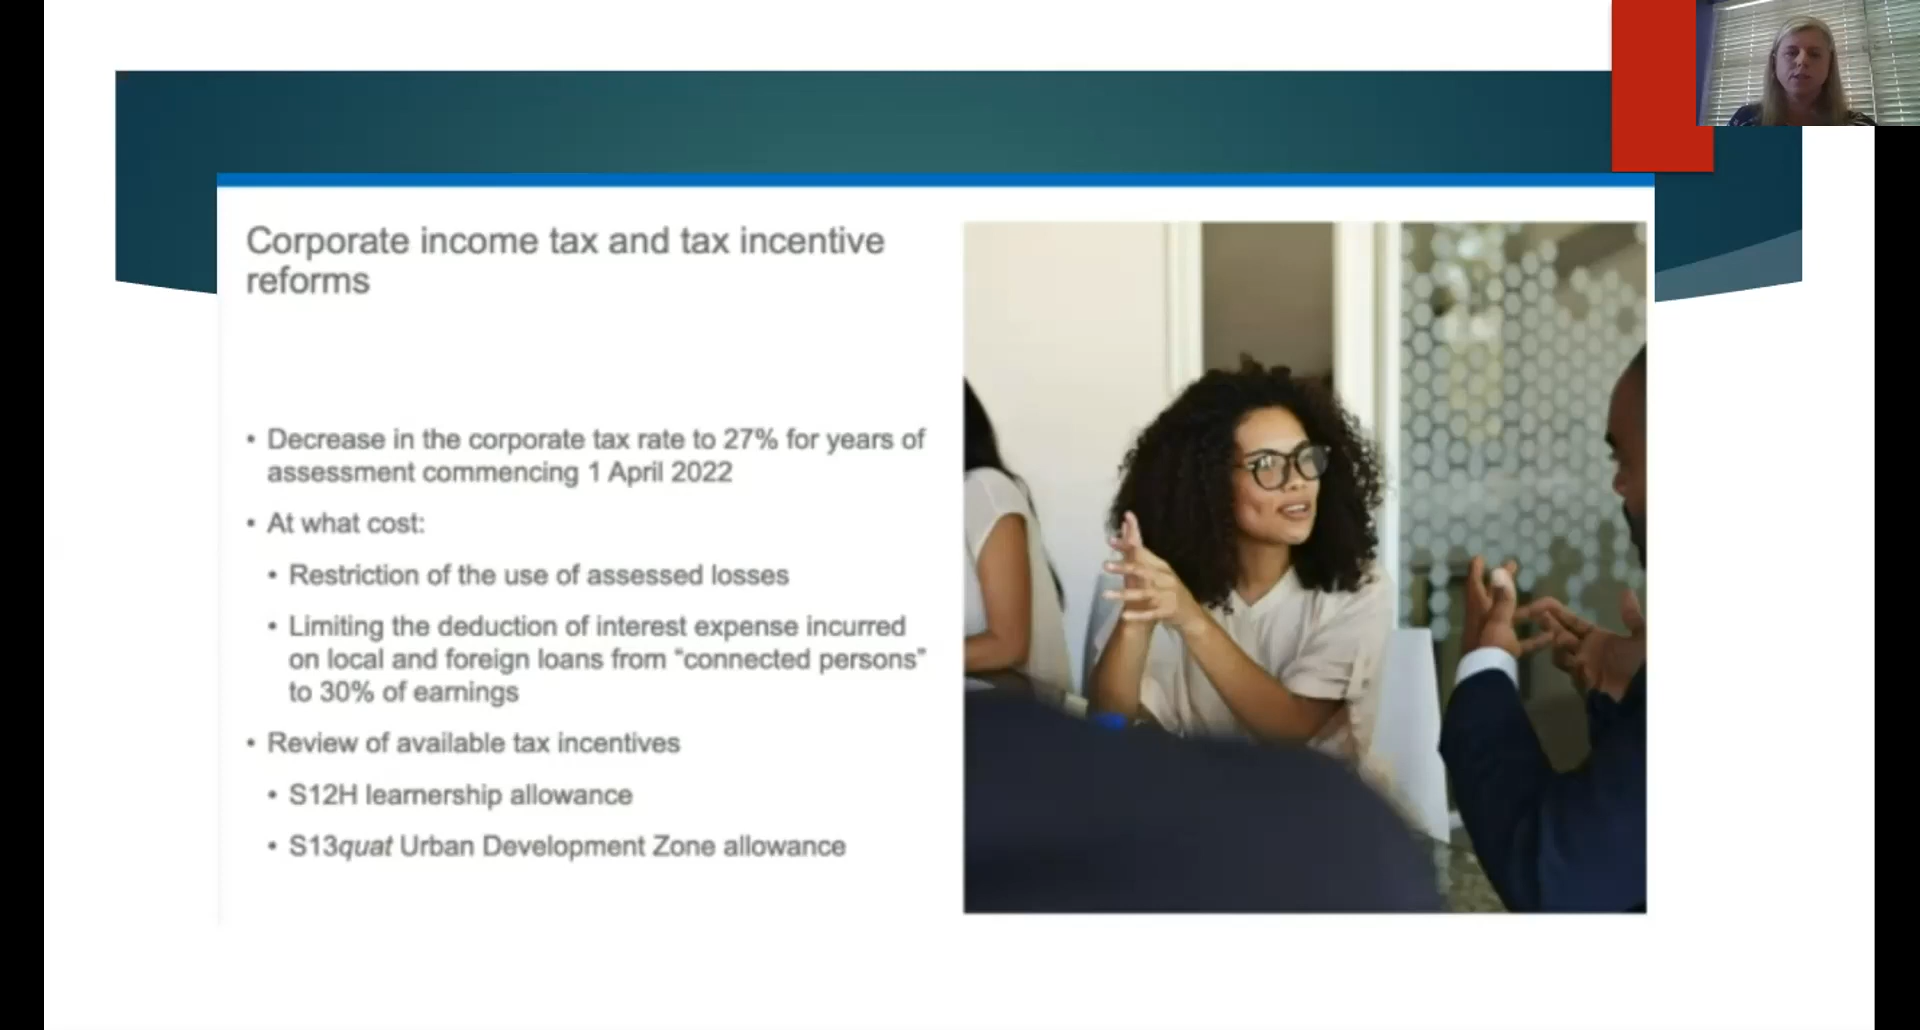 Corporate income tax and tax incentive
reforms
• Decrease in the corporate tax rate to 27% for years of
assessment commencing 1 April 2022
• At what cost:
• Restriction of the use of assessed losses
• Limiting the deduction of interest expense incurred
on local and foreign loans from “connected persons”
to 30% of earnings
• Review of available tax incentives
• S12H learnership allowance
• S13quat Urban Development Zone allowance